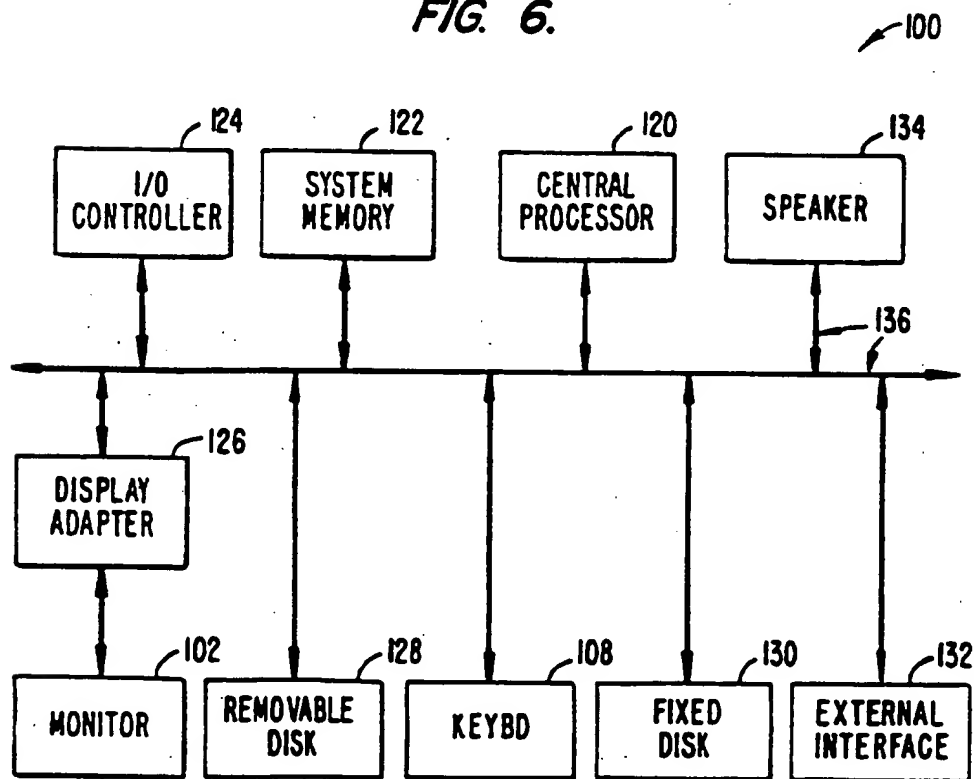 FIG. 6.
100
124
122
120
134
I/O
CONTROLLER
SYSTEM
MEMORY
CENTRAL
PROCESSOR
SPEAKER
136
126
DISPLAY
ADAPTER
102
128
108
130
132
MONITOR
REMOVABLE
DISK
KEYBD
FIXED
DISK
EXTERNAL
INTERFACE